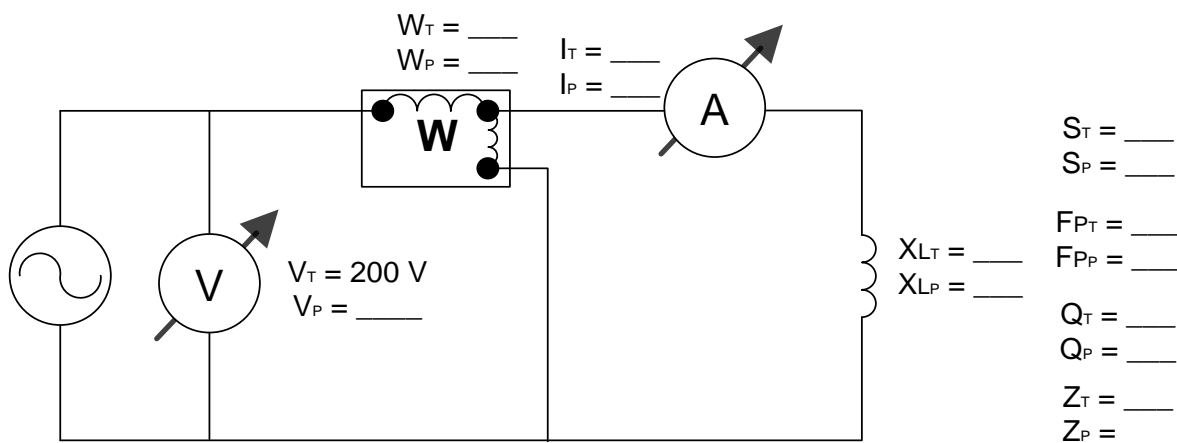 WT = ___
WP = ___
IT = ___
IP = ___
A
W
V
VT = 200 V
VP = ____
XLT = ___
XLP = ___
ST = ___
SP = ___
FPT = ___
FPP = ___
QT = ___
QP = ___
ZT = ___
ZP =